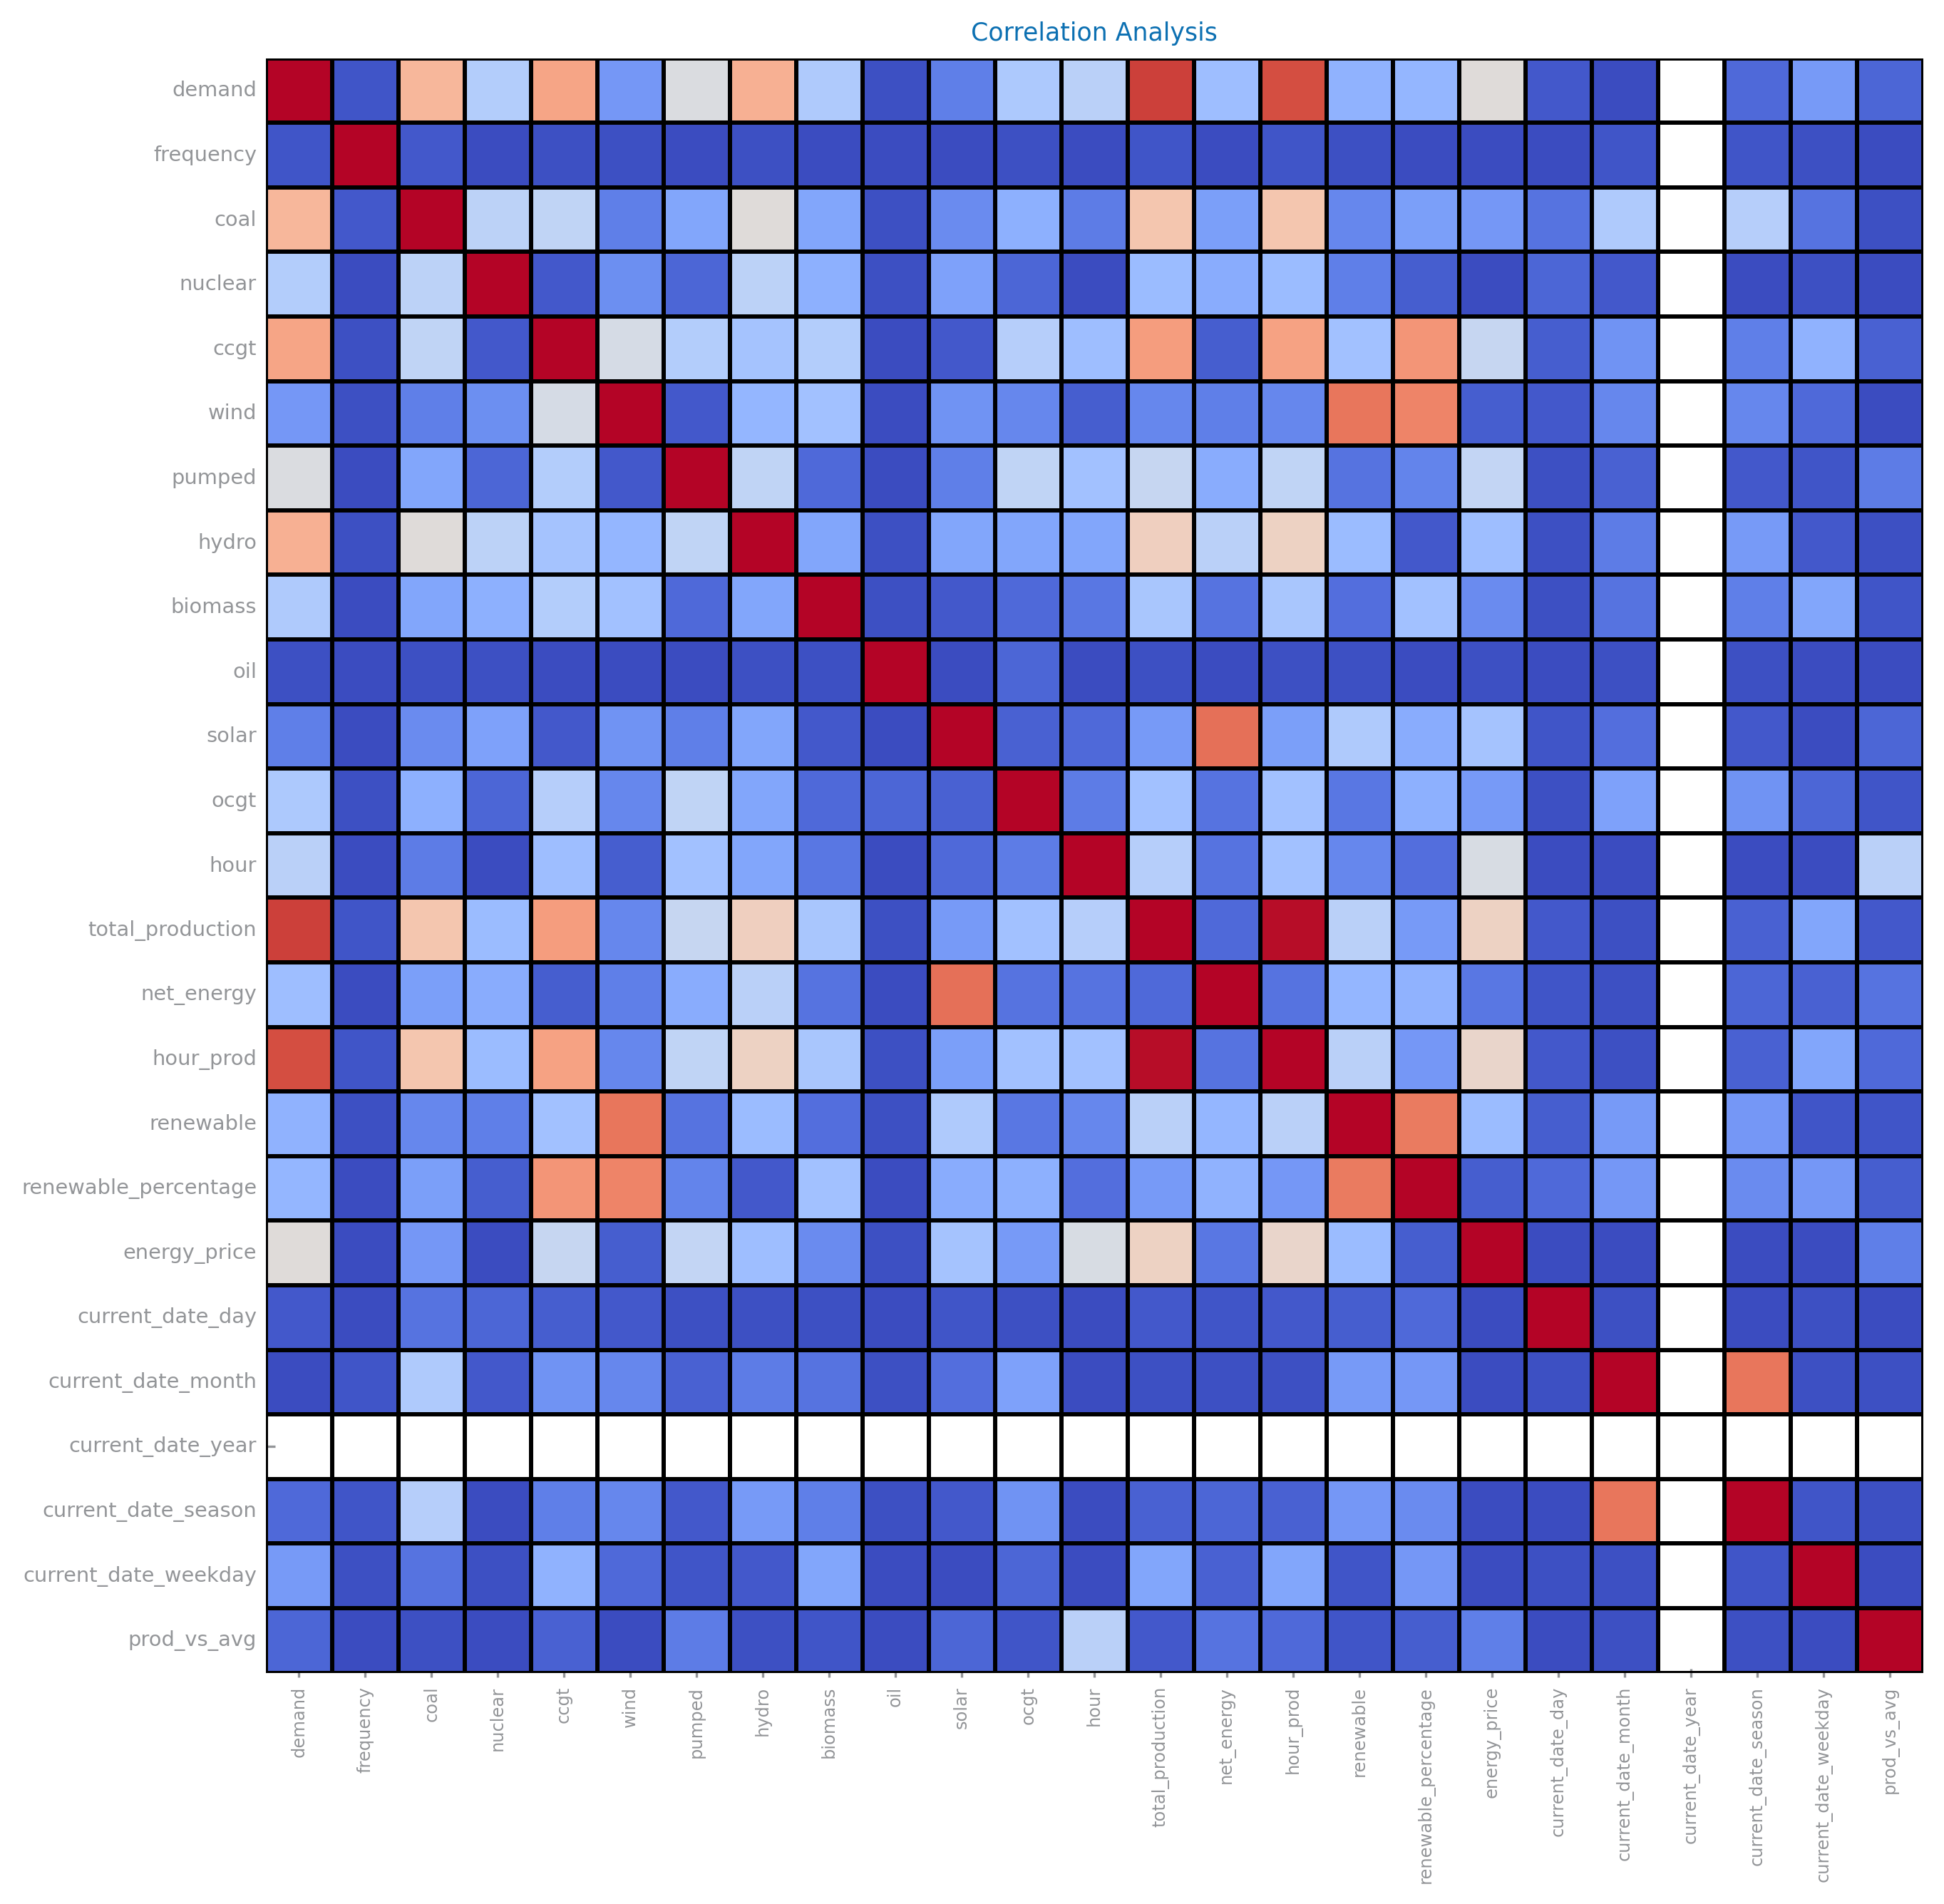 Correlation Analysis
demand
frequency
coal
nuclear
ccgt
wind
pumped
hydro
biomass
oil
solar
ocgt
hour
total_production
net_energy
hour_prod
renewable
renewable_percentage
energy_price
current_date_day
current_date_month
current_date_year
current_date_season
current_date_weekday
prod_vs_avg
demand
frequency
coal
nuclear
ccgt
wind
pumped
hydro
biomass
oil
solar
ocgt
hour
total_production
net_energy
hour_prod
renewable
renewable_percentage
energy_price
current_date_day
current_date_month
current_date_year
current_date_season
current_date_weekday
prod_vs_avg